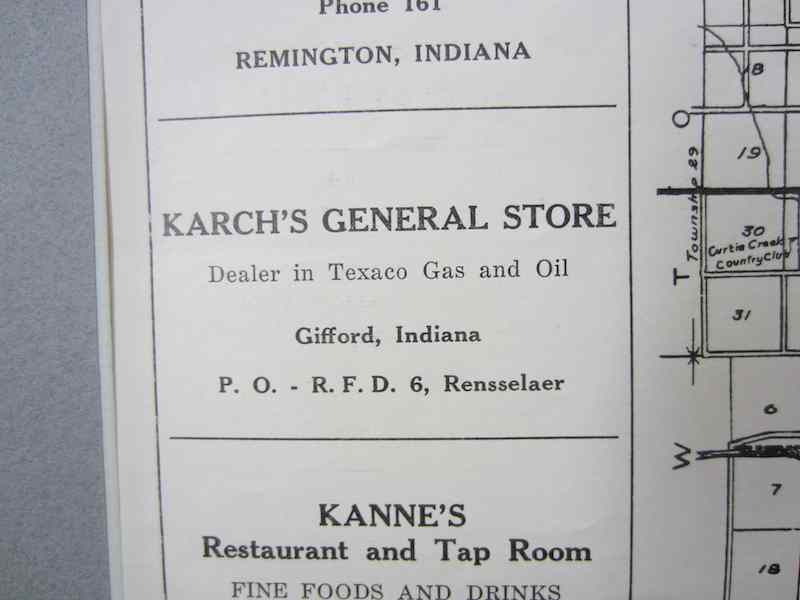 Phone 161
REMINGTON, INDIANA
KARCH'S GENERAL STORE
Dealer in Texaco Gas and Oil
Gifford, Indiana
P. O. - R. F. D. 6, Rensselaer
KANNE'S
Restaurant and Tap Room
FINE FOODS AND DRINKS
18
O
19
Township 29
30
Curtis Creek
Country Club
T
31
6
W
7
18